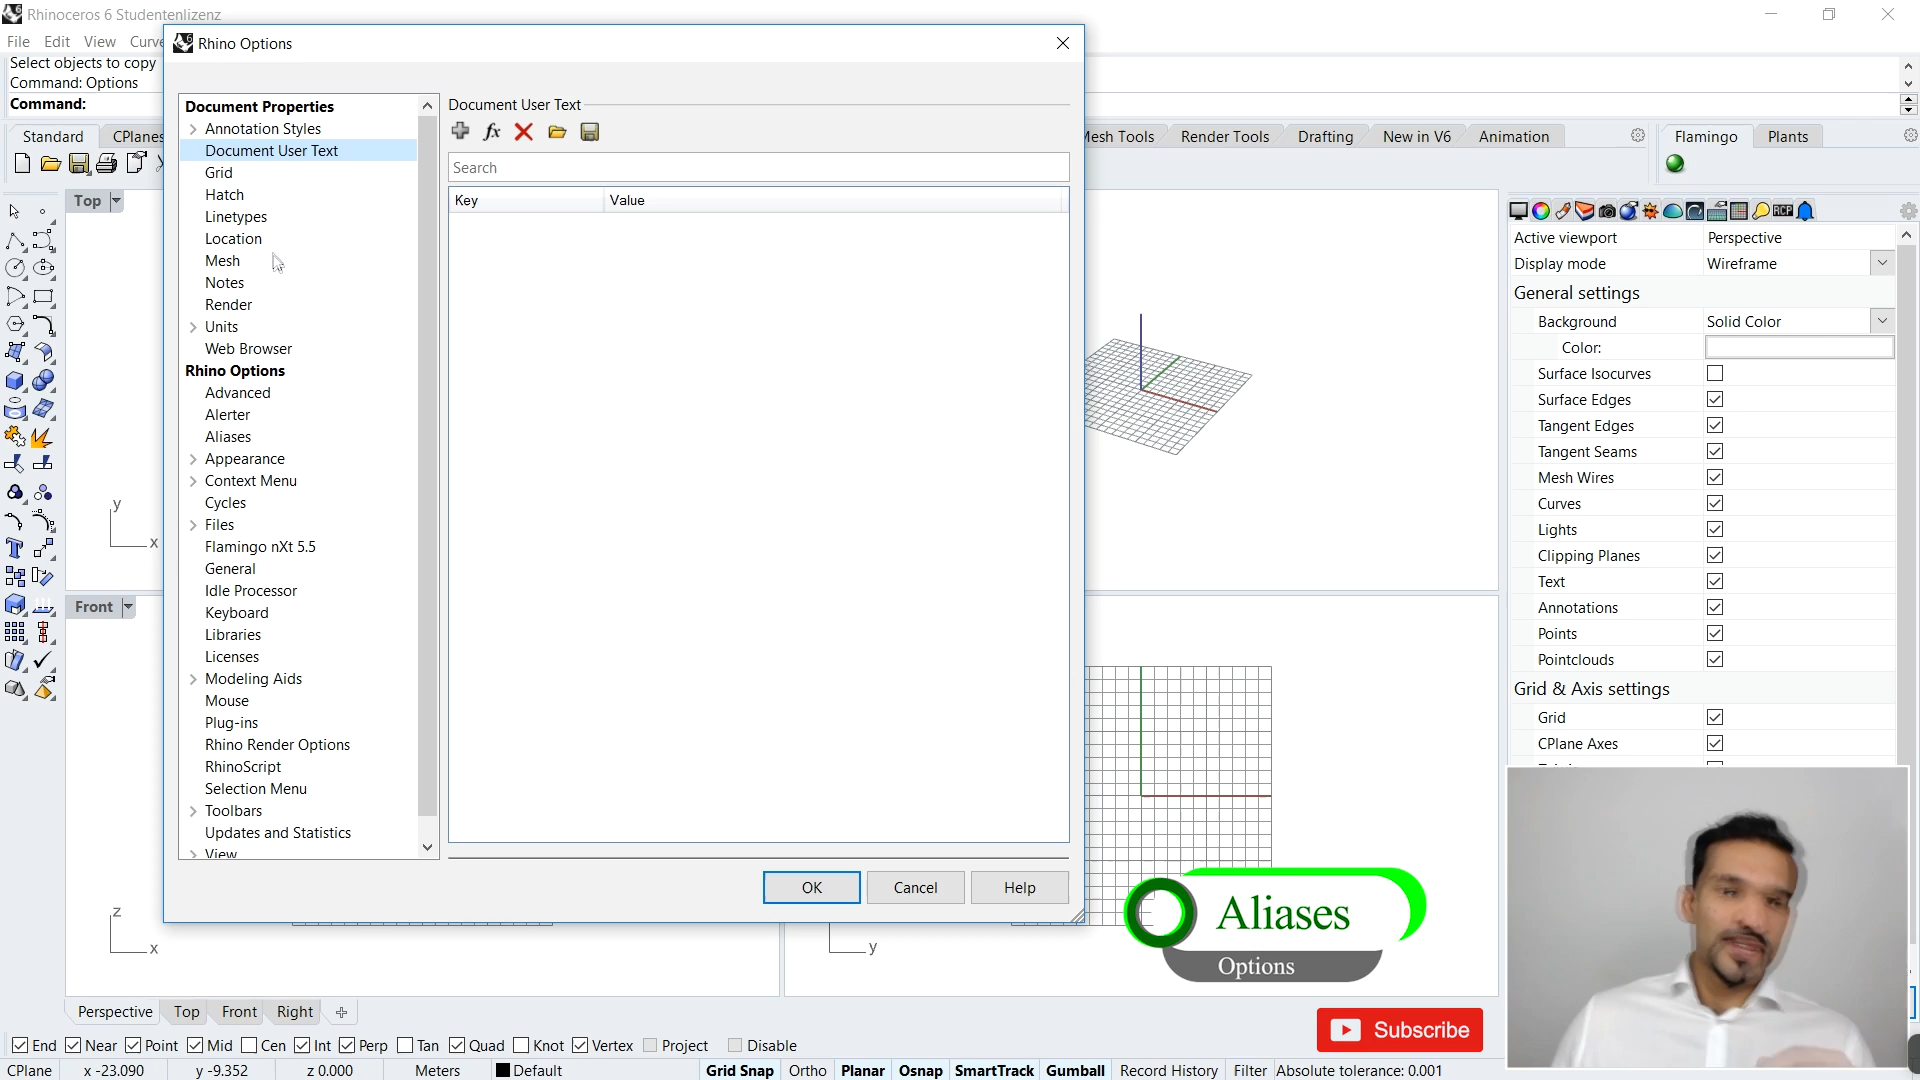 Rhinoceros 6 Studentenlizenz
File Edit View Curve
Select objects to copy
Command: Options
Command:
Standard CPlanes
Mesh Tools Render Tools Drafting New in V6 Animation
Flamingo Plants
Rhino Options
Document Properties
Annotation Styles
Document User Text
Grid
Hatch
Linetypes
Location
Mesh
Notes
Render
Units
Web Browser
Rhino Options
Advanced
Alerter
Aliases
Appearance
Context Menu
Cycles
Files
Flamingo nXt 5.5
General
Idle Processor
Keyboard
Libraries
Licenses
Modeling Aids
Mouse
Plug-ins
Rhino Render Options
RhinoScript
Selection Menu
Toolbars
Updates and Statistics
View
Document User Text
fx
Search
Key Value
OK Cancel Help
Top
y
x
Front
z
x
y
RCP
Active viewport Perspective
Display mode Wireframe
General settings
Background Solid Color
Color:
Surface Isocurves
Surface Edges
Tangent Edges
Tangent Seams
Mesh Wires
Curves
Lights
Clipping Planes
Text
Annotations
Points
Pointclouds
Grid & Axis settings
Grid
CPlane Axes
Aliases
Options
Subscribe
Perspective Top Front Right
End Near Point Mid Cen Int Perp Tan Quad Knot Vertex Project Disable
CPlane x -23.090 y -9.352 z 0.000 Meters Default Grid Snap Ortho Planar Osnap SmartTrack Gumball Record History Filter Absolute tolerance: 0.001